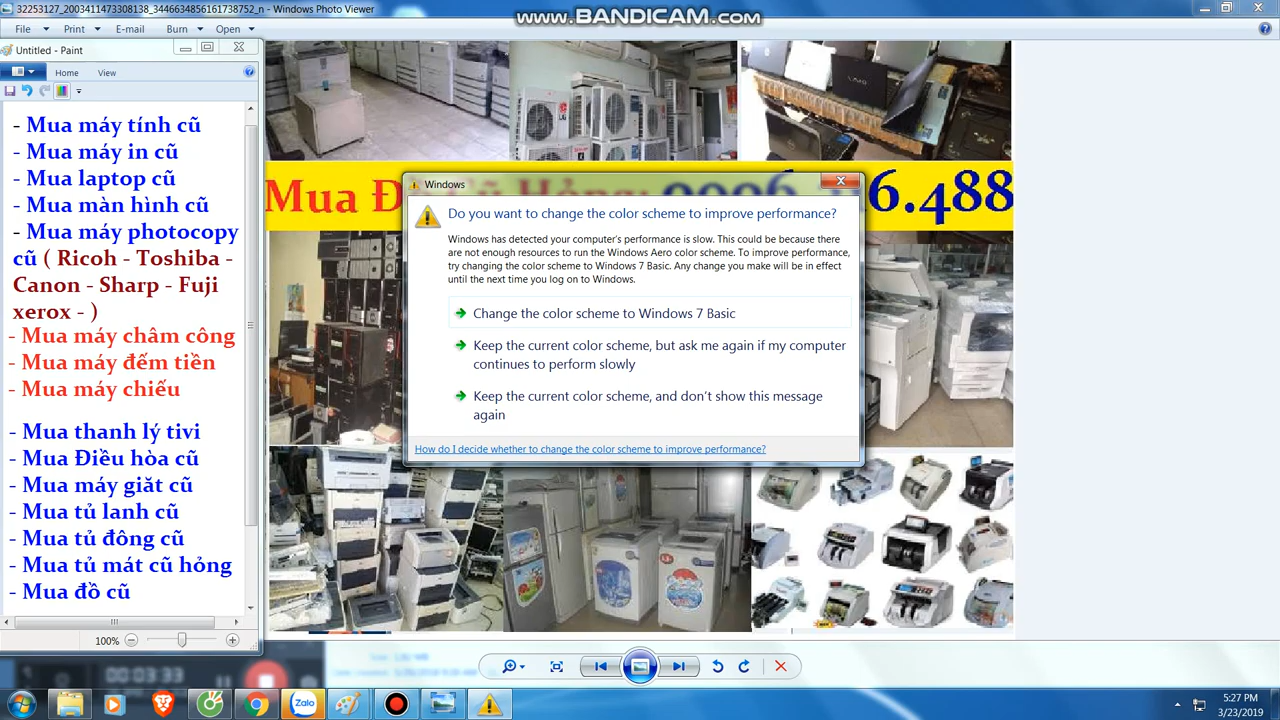 32253127_2003411473308138_3446634856161738752_n - Windows Photo Viewer
www.BANDICAM.com
File Print E-mail Burn Open
Untitled - Paint
Home View
- Mua máy tính cũ
- Mua máy in cũ
- Mua laptop cũ
- Mua màn hình cũ
- Mua máy photocopy
cũ ( Ricoh - Toshiba -
Canon - Sharp - Fuji
xerox - )
- Mua máy châm công
- Mua máy đếm tiền
- Mua máy chiếu
- Mua thanh lý tivi
- Mua Điều hòa cũ
- Mua máy giăt cũ
- Mua tủ lanh cũ
- Mua tủ đông cũ
- Mua tủ mát cũ hỏng
- Mua đồ cũ
100%
Mua
6.488
Windows
Do you want to change the color scheme to improve performance?
Windows has detected your computer's performance is slow. This could be because there
are not enough resources to run the Windows Aero color scheme. To improve performance,
try changing the color scheme to Windows 7 Basic. Any change you make will be in effect
until the next time you log on to Windows.
Change the color scheme to Windows 7 Basic
Keep the current color scheme, but ask me again if my computer
continues to perform slowly
Keep the current color scheme, and don't show this message
again
How do I decide whether to change the color scheme to improve performance?
00:03:33
Zalo
5:27 PM
3/23/2019